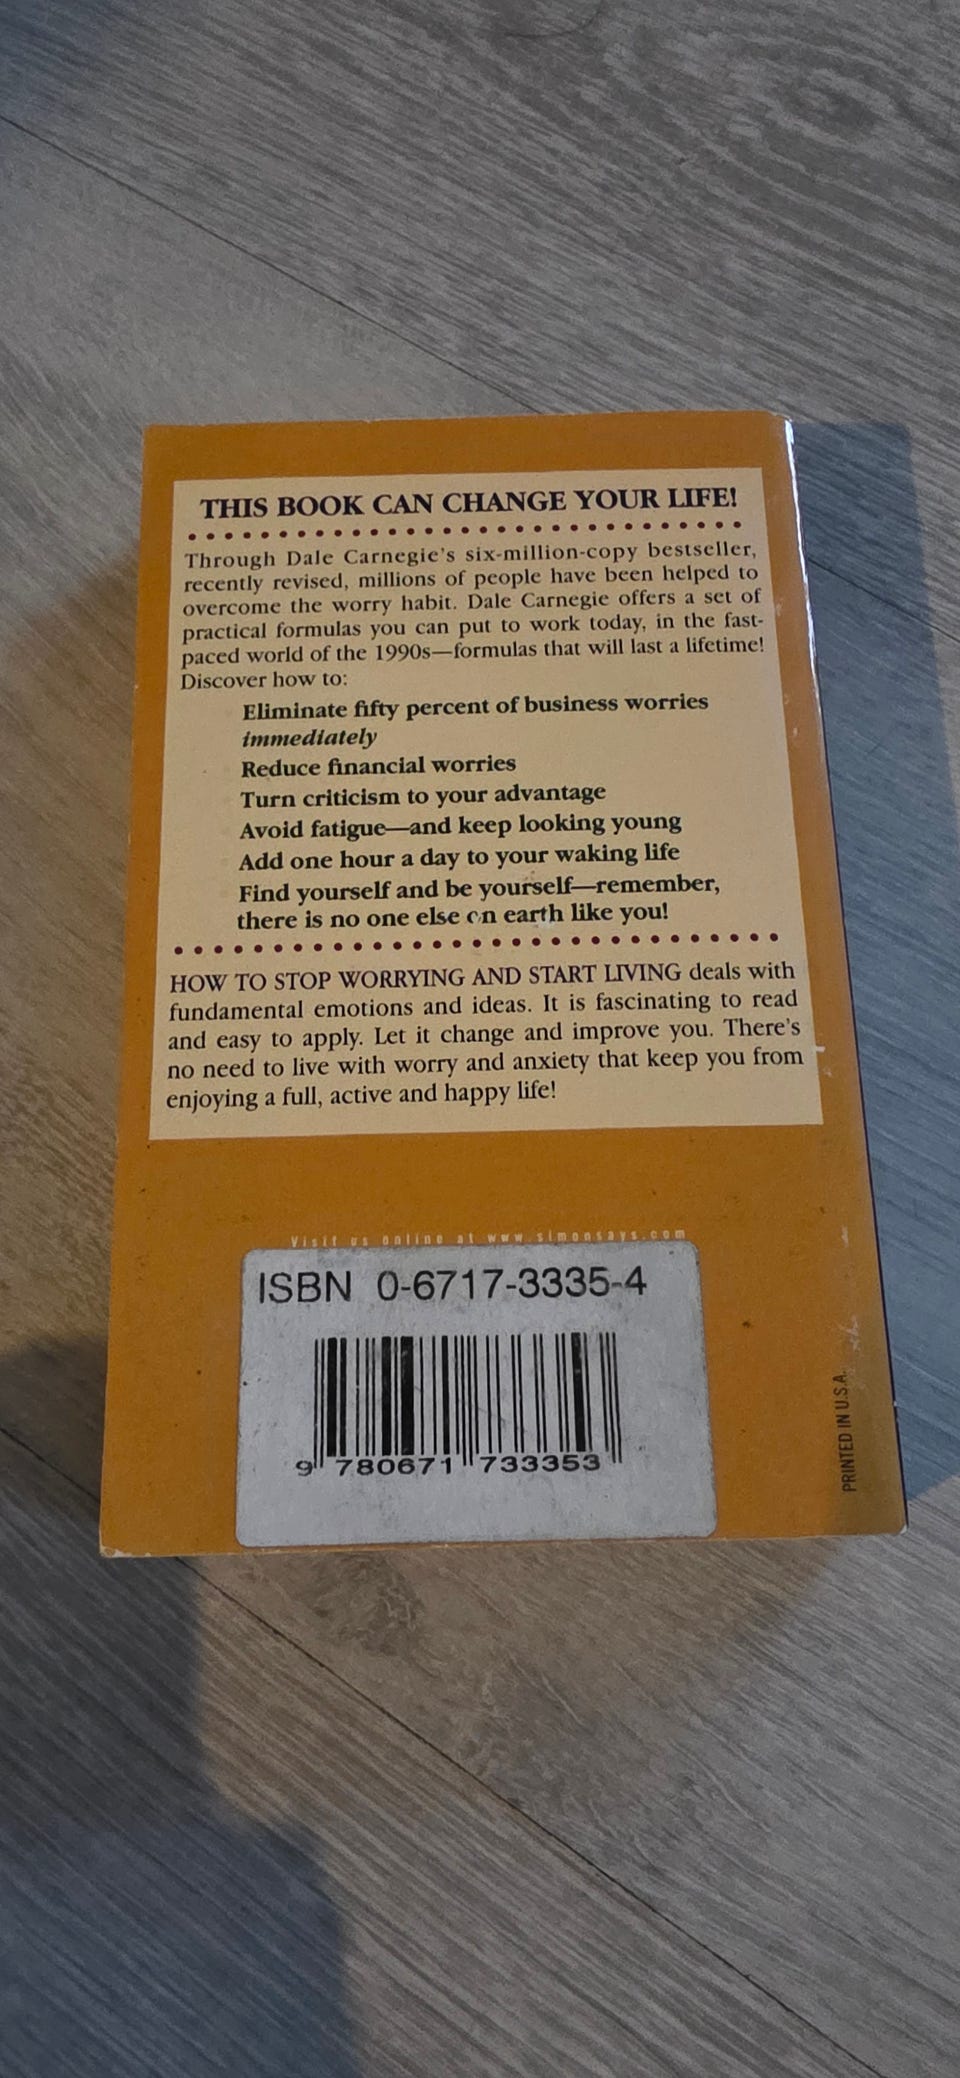 THIS BOOK CAN CHANGE YOUR LIFE!
Through Dale Carnegie's six-million-copy bestseller,
recently revised, millions of people have been helped to
overcome the worry habit. Dale Carnegie offers a set of
practical formulas you can put to work today, in the fast-
paced world of the 1990s—formulas that will last a lifetime!
Discover how to:
Eliminate fifty percent of business worries
immediately
Reduce financial worries
Turn criticism to your advantage
Avoid fatigue—and keep looking young
Add one hour a day to your waking life
Find yourself and be yourself—remember,
there is no one else on earth like you!
HOW TO STOP WORRYING AND START LIVING deals with
fundamental emotions and ideas. It is fascinating to read
and easy to apply. Let it change and improve you. There's
no need to live with worry and anxiety that keep you from
enjoying a full, active and happy life!
Visit us online at www.simonsays.com
ISBN 0-6717-3335-4
9 780671 733353
PRINTED IN U.S.A.